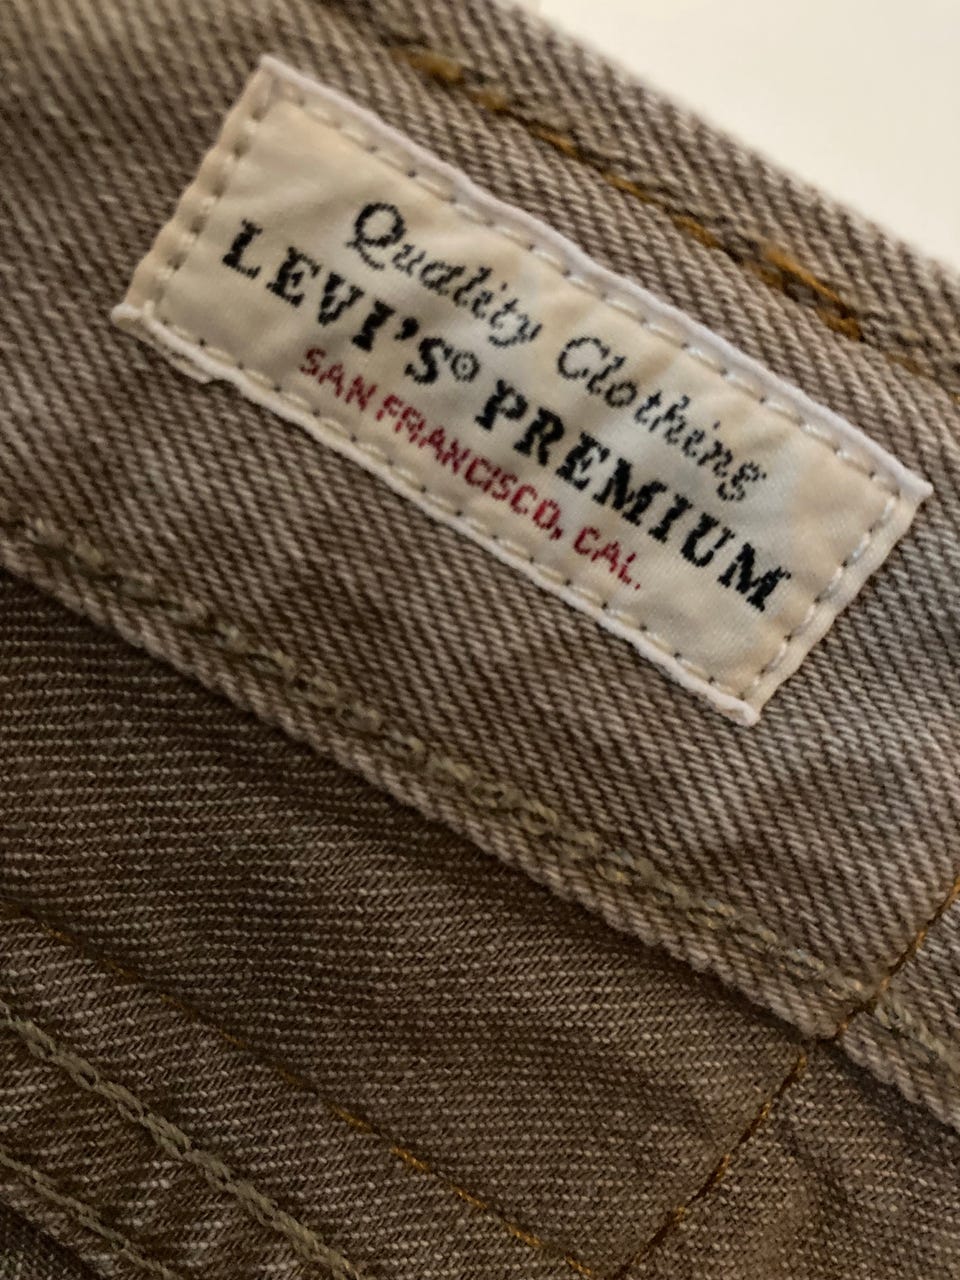 Quality Clothing
LEVI'S® PREMIUM
SAN FRANCISCO, CAL.